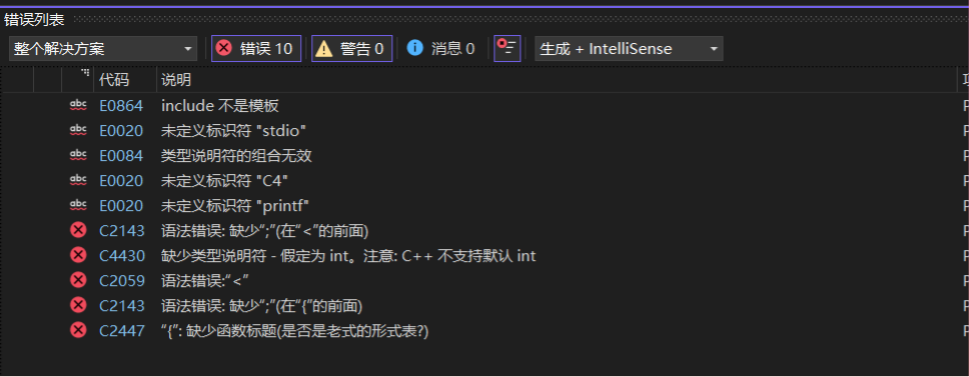 错误列表
整个解决方案 错误 10 警告 0 消息 0 生成 + IntelliSense
代码 说明
abc E0864 include 不是模板
abc E0020 未定义标识符 "stdio"
abc E0084 类型说明符的组合无效
abc E0020 未定义标识符 "C4"
abc E0020 未定义标识符 "printf"
C2143 语法错误: 缺少“;”(在“<”的前面)
C4430 缺少类型说明符 - 假定为 int。注意: C++ 不支持默认 int
C2059 语法错误:“<”
C2143 语法错误: 缺少“;”(在“{”的前面)
C2447 “{”: 缺少函数标题(是否是老式的形式表?)